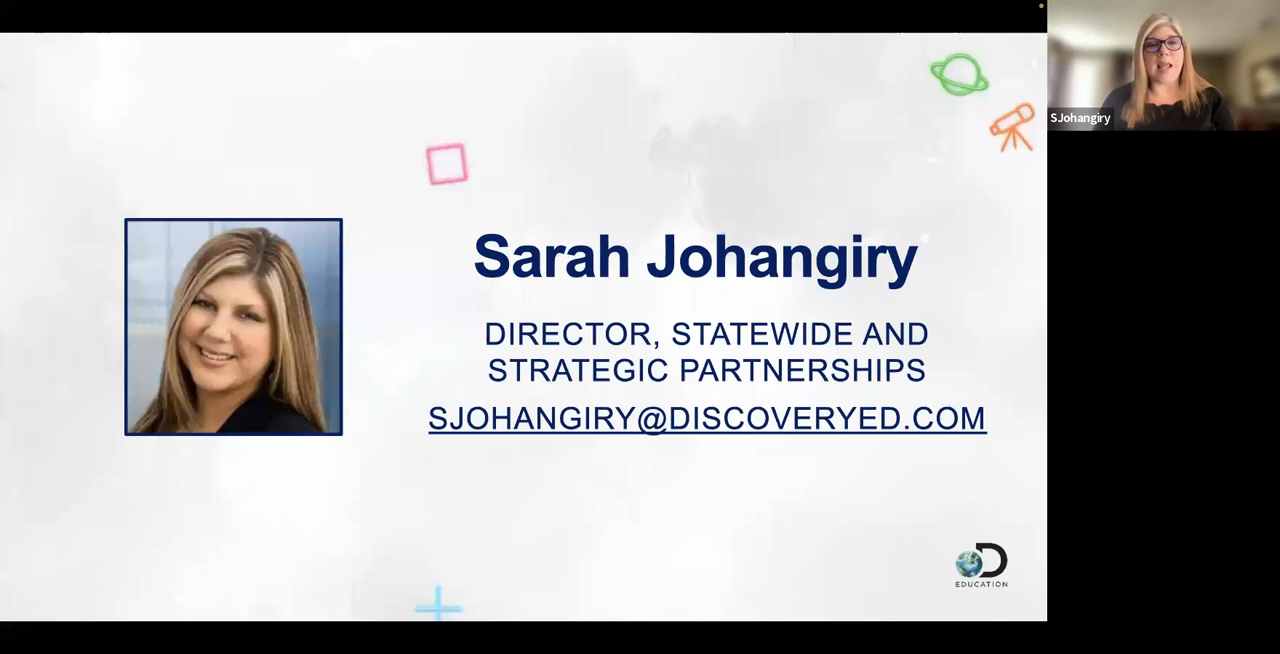 SJohangiry
Sarah Johangiry
DIRECTOR, STATEWIDE AND
STRATEGIC PARTNERSHIPS
SJOHANGIRY@DISCOVERYED.COM
D
EDUCATION